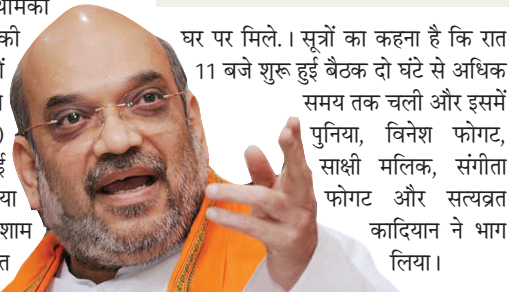 की
घर पर मिले.। सूत्रों का कहना है कि रात
11 बजे शुरू हुई बैठक दो घंटे से अधिक
समय तक चली और इसमें
पुनिया, विनेश फोगट,
साक्षी मलिक, संगीता
फोगट और सत्यव्रत
शाम
कादियान ने भाग
लिया।